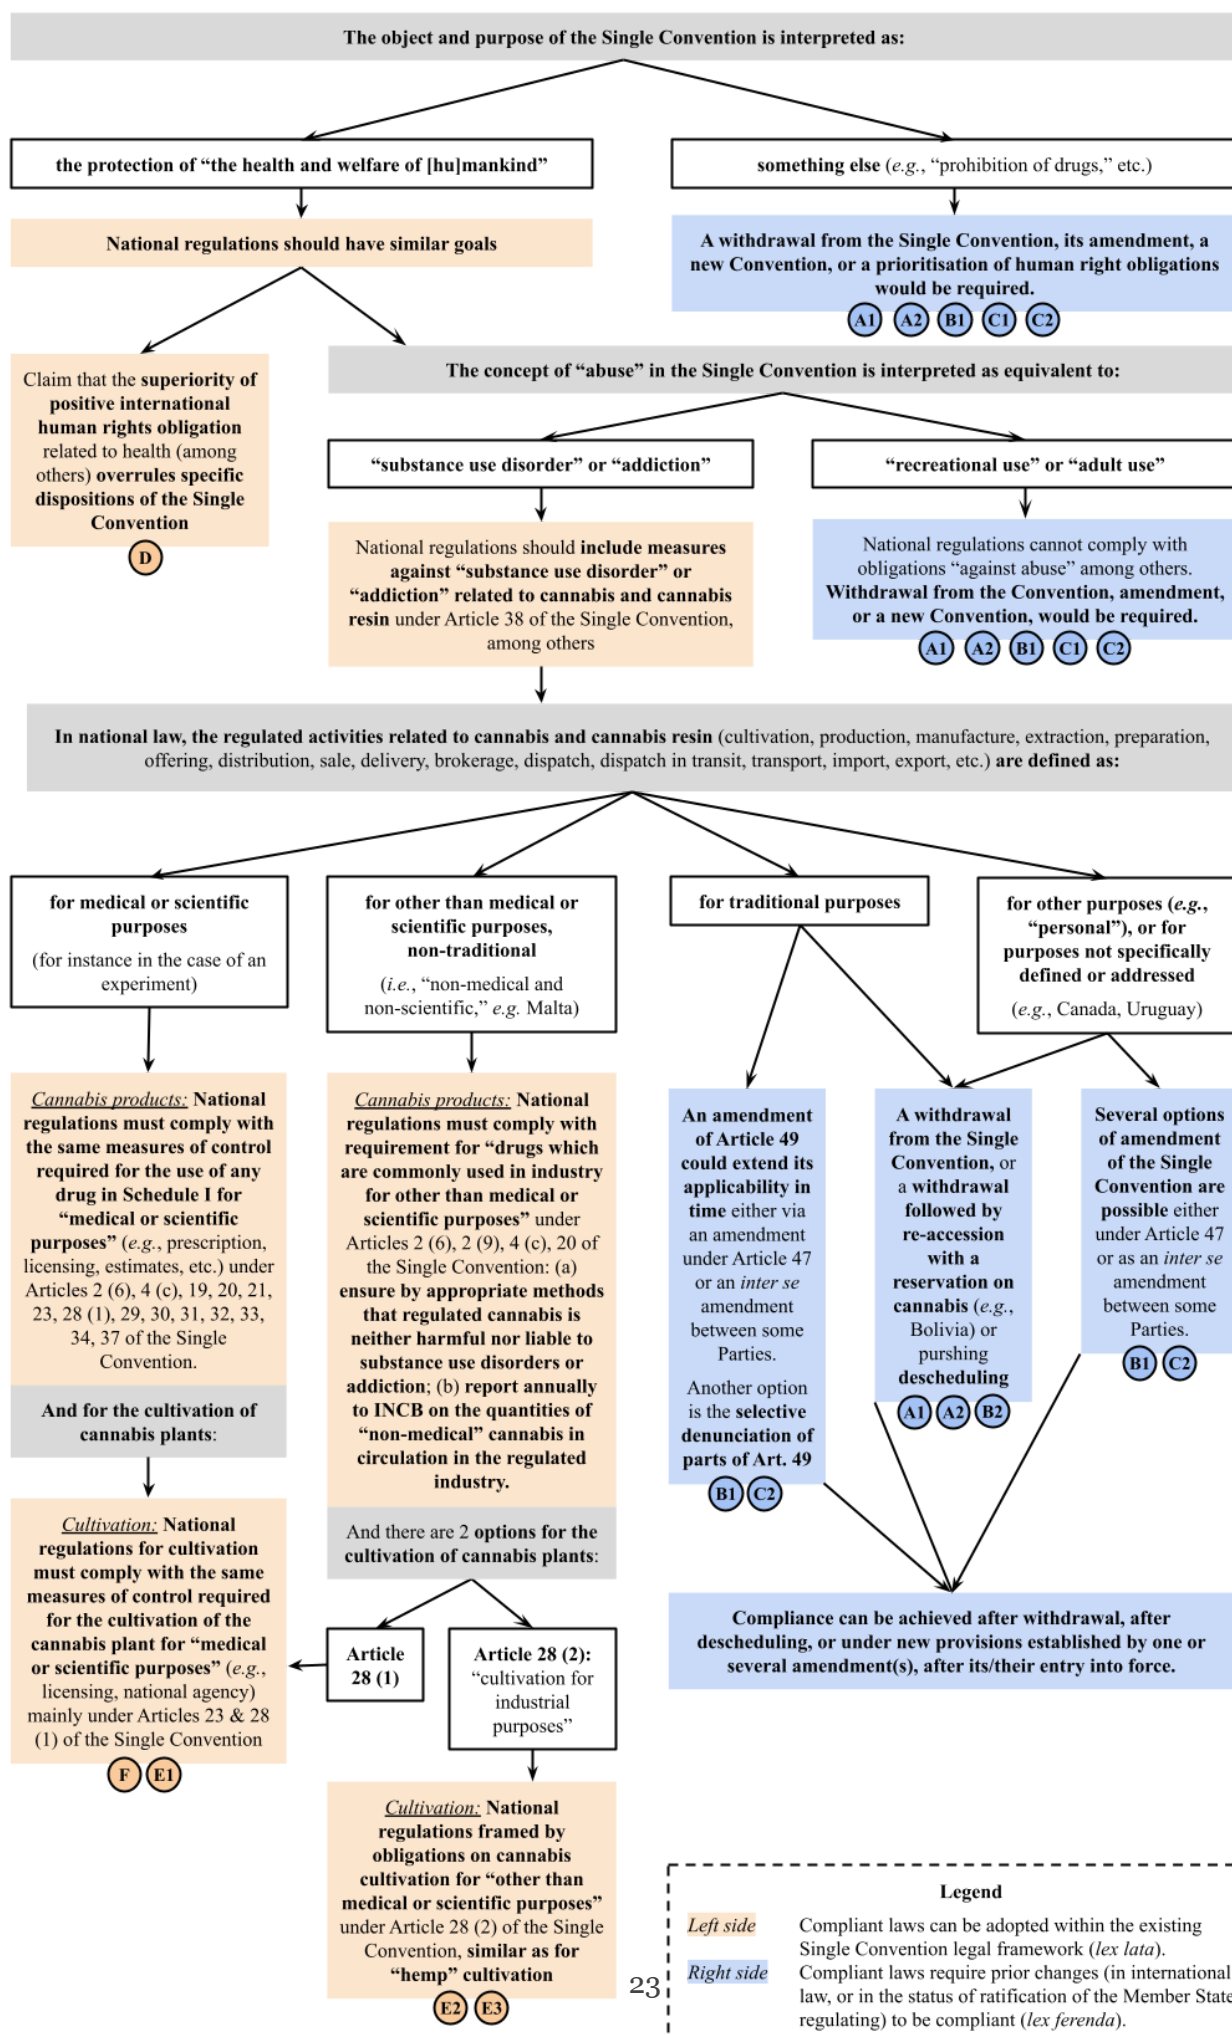 The object and purpose of the Single Convention is interpreted as:
the protection of “the health and welfare of [hu]mankind”
something else (e.g., “prohibition of drugs,” etc.)
National regulations should have similar goals
A withdrawal from the Single Convention, its amendment, a
new Convention, or a prioritisation of human right obligations
would be required.
A1 A2 B1 C1 C2
Claim that the superiority of
positive international
human rights obligation
related to health (among
others) overrules specific
dispositions of the Single
Convention
D
The concept of “abuse” in the Single Convention is interpreted as equivalent to:
“substance use disorder” or “addiction”
“recreational use” or “adult use”
National regulations should include measures
against “substance use disorder” or
“addiction” related to cannabis and cannabis
resin under Article 38 of the Single Convention,
among others
National regulations cannot comply with
obligations “against abuse” among others.
Withdrawal from the Convention, amendment,
or a new Convention, would be required.
A1 A2 B1 C1 C2
In national law, the regulated activities related to cannabis and cannabis resin (cultivation, production, manufacture, extraction, preparation,
offering, distribution, sale, delivery, brokerage, dispatch, dispatch in transit, transport, import, export, etc.) are defined as:
for medical or scientific
purposes
(for instance in the case of an
experiment)
for other than medical or
scientific purposes,
non-traditional
(i.e., “non-medical and
non-scientific,” e.g. Malta)
for traditional purposes
for other purposes (e.g.,
“personal”), or for
purposes not specifically
defined or addressed
(e.g., Canada, Uruguay)
Cannabis products: National
regulations must comply with
the same measures of control
required for the use of any
drug in Schedule I for
“medical or scientific
purposes” (e.g., prescription,
licensing, estimates, etc.) under
Articles 2 (6), 4 (c), 19, 20, 21,
23, 28 (1), 29, 30, 31, 32, 33,
34, 37 of the Single
Convention.
And for the cultivation of
cannabis plants:
Cultivation: National
regulations for cultivation
must comply with the same
measures of control required
for the cultivation of the
cannabis plant for “medical
or scientific purposes” (e.g.,
licensing, national agency)
mainly under Articles 23 & 28
(1) of the Single Convention
F E1
Cannabis products: National
regulations must comply with
requirement for “drugs which
are commonly used in industry
for other than medical or
scientific purposes” under
Articles 2 (6), 2 (9), 4 (c), 20 of
the Single Convention: (a)
ensure by appropriate methods
that regulated cannabis is
neither harmful nor liable to
substance use disorders or
addiction; (b) report annually
to INCB on the quantities of
“non-medical” cannabis in
circulation in the regulated
industry.
And there are 2 options for the
cultivation of cannabis plants:
Article
28 (1)
Article 28 (2):
“cultivation for
industrial
purposes”
Cultivation: National
regulations framed by
obligations on cannabis
cultivation for “other than
medical or scientific purposes”
under Article 28 (2) of the Single
Convention, similar as for
“hemp” cultivation
E2 E3
An amendment
of Article 49
could extend its
applicability in
time either via
an amendment
under Article 47
or an inter se
amendment
between some
Parties.
Another option
is the selective
denunciation of
parts of Art. 49
B1 C2
A withdrawal
from the Single
Convention, or
a withdrawal
followed by
re-accession
with a
reservation on
cannabis (e.g.,
Bolivia) or
purshing
descheduling
A1 A2 B2
Several options
of amendment
of the Single
Convention are
possible either
under Article 47
or as an inter se
amendment
between some
Parties.
B1 C2
Compliance can be achieved after withdrawal, after
descheduling, or under new provisions established by one or
several amendment(s), after its/their entry into force.
Legend
Left side Compliant laws can be adopted within the existing
Single Convention legal framework (lex lata).
Right side Compliant laws require prior changes (in international
law, or in the status of ratification of the Member State
regulating) to be compliant (lex ferenda).
23